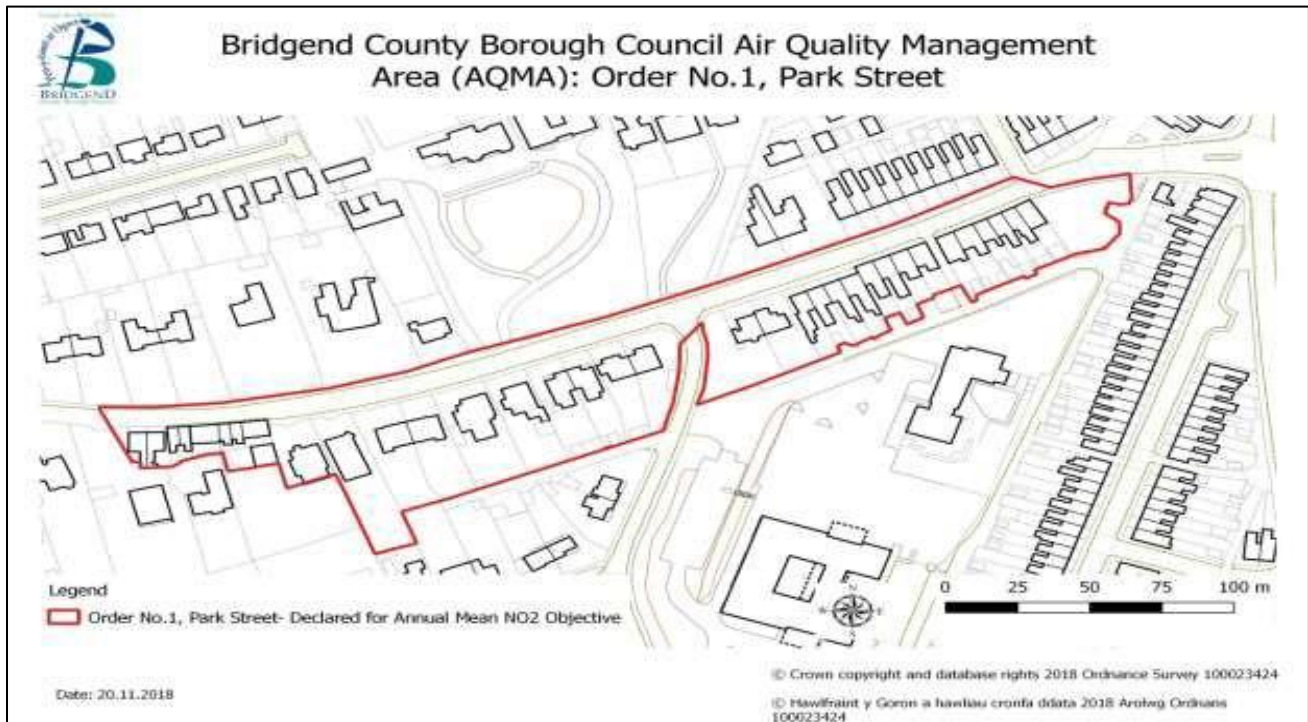 BRIDGEND
Bridgend County Borough Council Air Quality Management
Area (AQMA): Order No.1, Park Street
N
Legend
Order No.1, Park Street- Declared for Annual Mean NO2 Objective
0 25 50 75 100 m
Date: 20.11.2018
© Crown copyright and database rights 2018 Ordnance Survey 100023424
© Hawlfraint y Goron a hawliau cronfa ddata 2018 Arolwg Ordnans
100023424